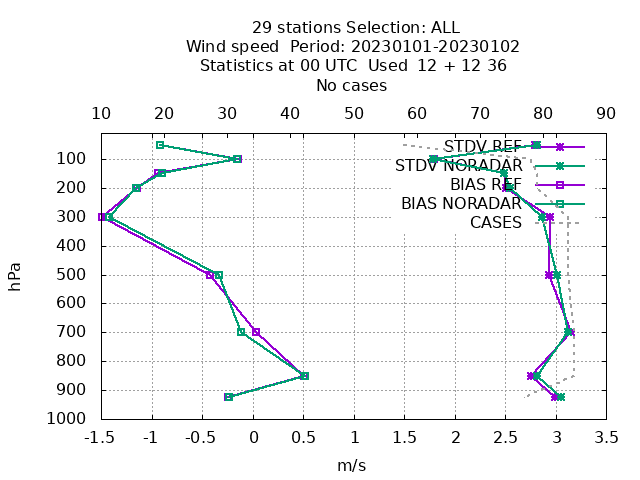 29 stations Selection: ALL
Wind speed  Period: 20230101-20230102
Statistics at 00 UTC  Used  12 + 12 36
No cases
10 20 30 40 50 60 70 80 90
STDV REF
STDV NORADAR
BIAS REF
BIAS NORADAR
CASES
100
200
300
400
500
600
700
800
900
1000
hPa
-1.5 -1 -0.5 0 0.5 1 1.5 2 2.5 3 3.5
m/s